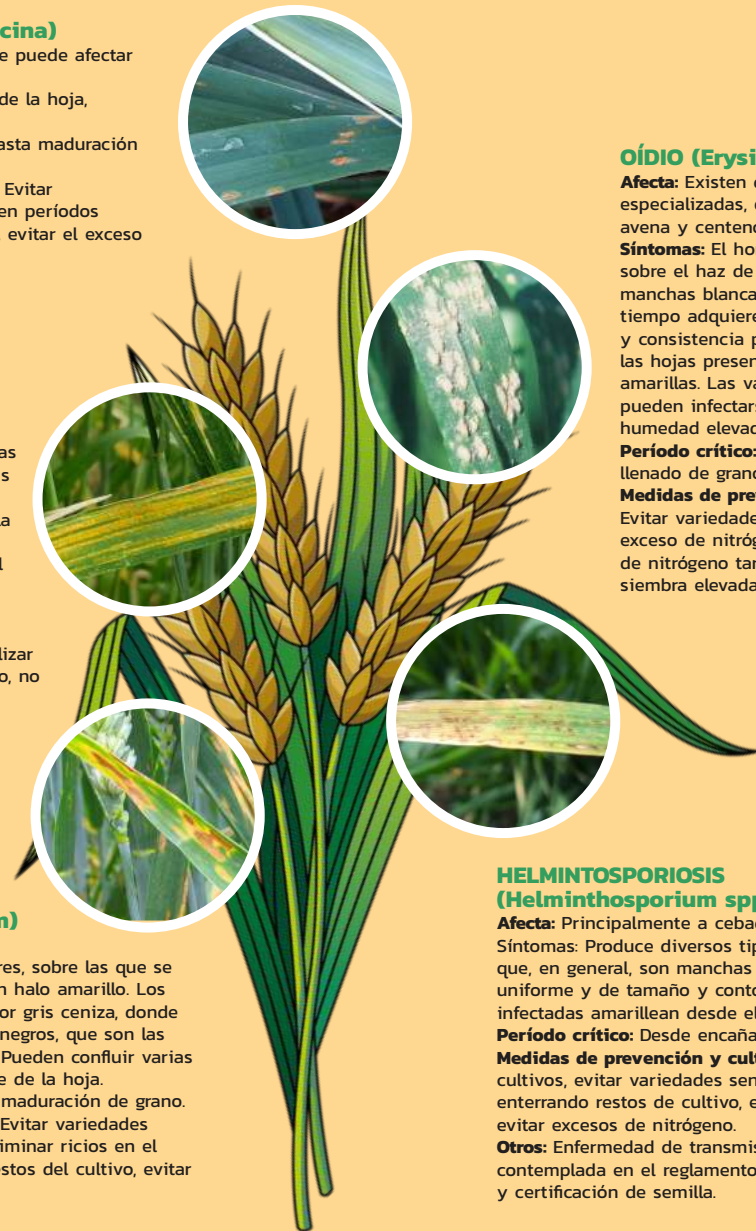 cina)
e puede afectar
de la hoja,
asta maduración
Evitar
en períodos
evitar el exceso
as
s
la
l
lizar
o, no
n)
res, sobre las que se
n halo amarillo. Los
or gris ceniza, donde
negros, que son las
Pueden confluir varias
e de la hoja.
maduración de grano.
Evitar variedades
iminar ricios en el
estos del cultivo, evitar
OÍDIO (Erysi
Afecta: Existen
especializadas,
avena y centeno
Síntomas: El ho
sobre el haz de
manchas blanca
tiempo adquiere
y consistencia p
las hojas presen
amarillas. Las va
pueden infectars
humedad elevad
Período crítico:
llenado de grano
Medidas de prev
Evitar variedade
exceso de nitróg
de nitrógeno tar
siembra elevada
HELMINTOSPORIOSIS
(Helminthosporium spp
Afecta: Principalmente a cebad
Síntomas: Produce diversos tip
que, en general, son manchas
uniforme y de tamaño y conto
infectadas amarillean desde el
Período crítico: Desde encaña
Medidas de prevención y cult
cultivos, evitar variedades sen
enterrando restos de cultivo, e
evitar excesos de nitrógeno.
Otros: Enfermedad de transmis
contemplada en el reglamento
y certificación de semilla.